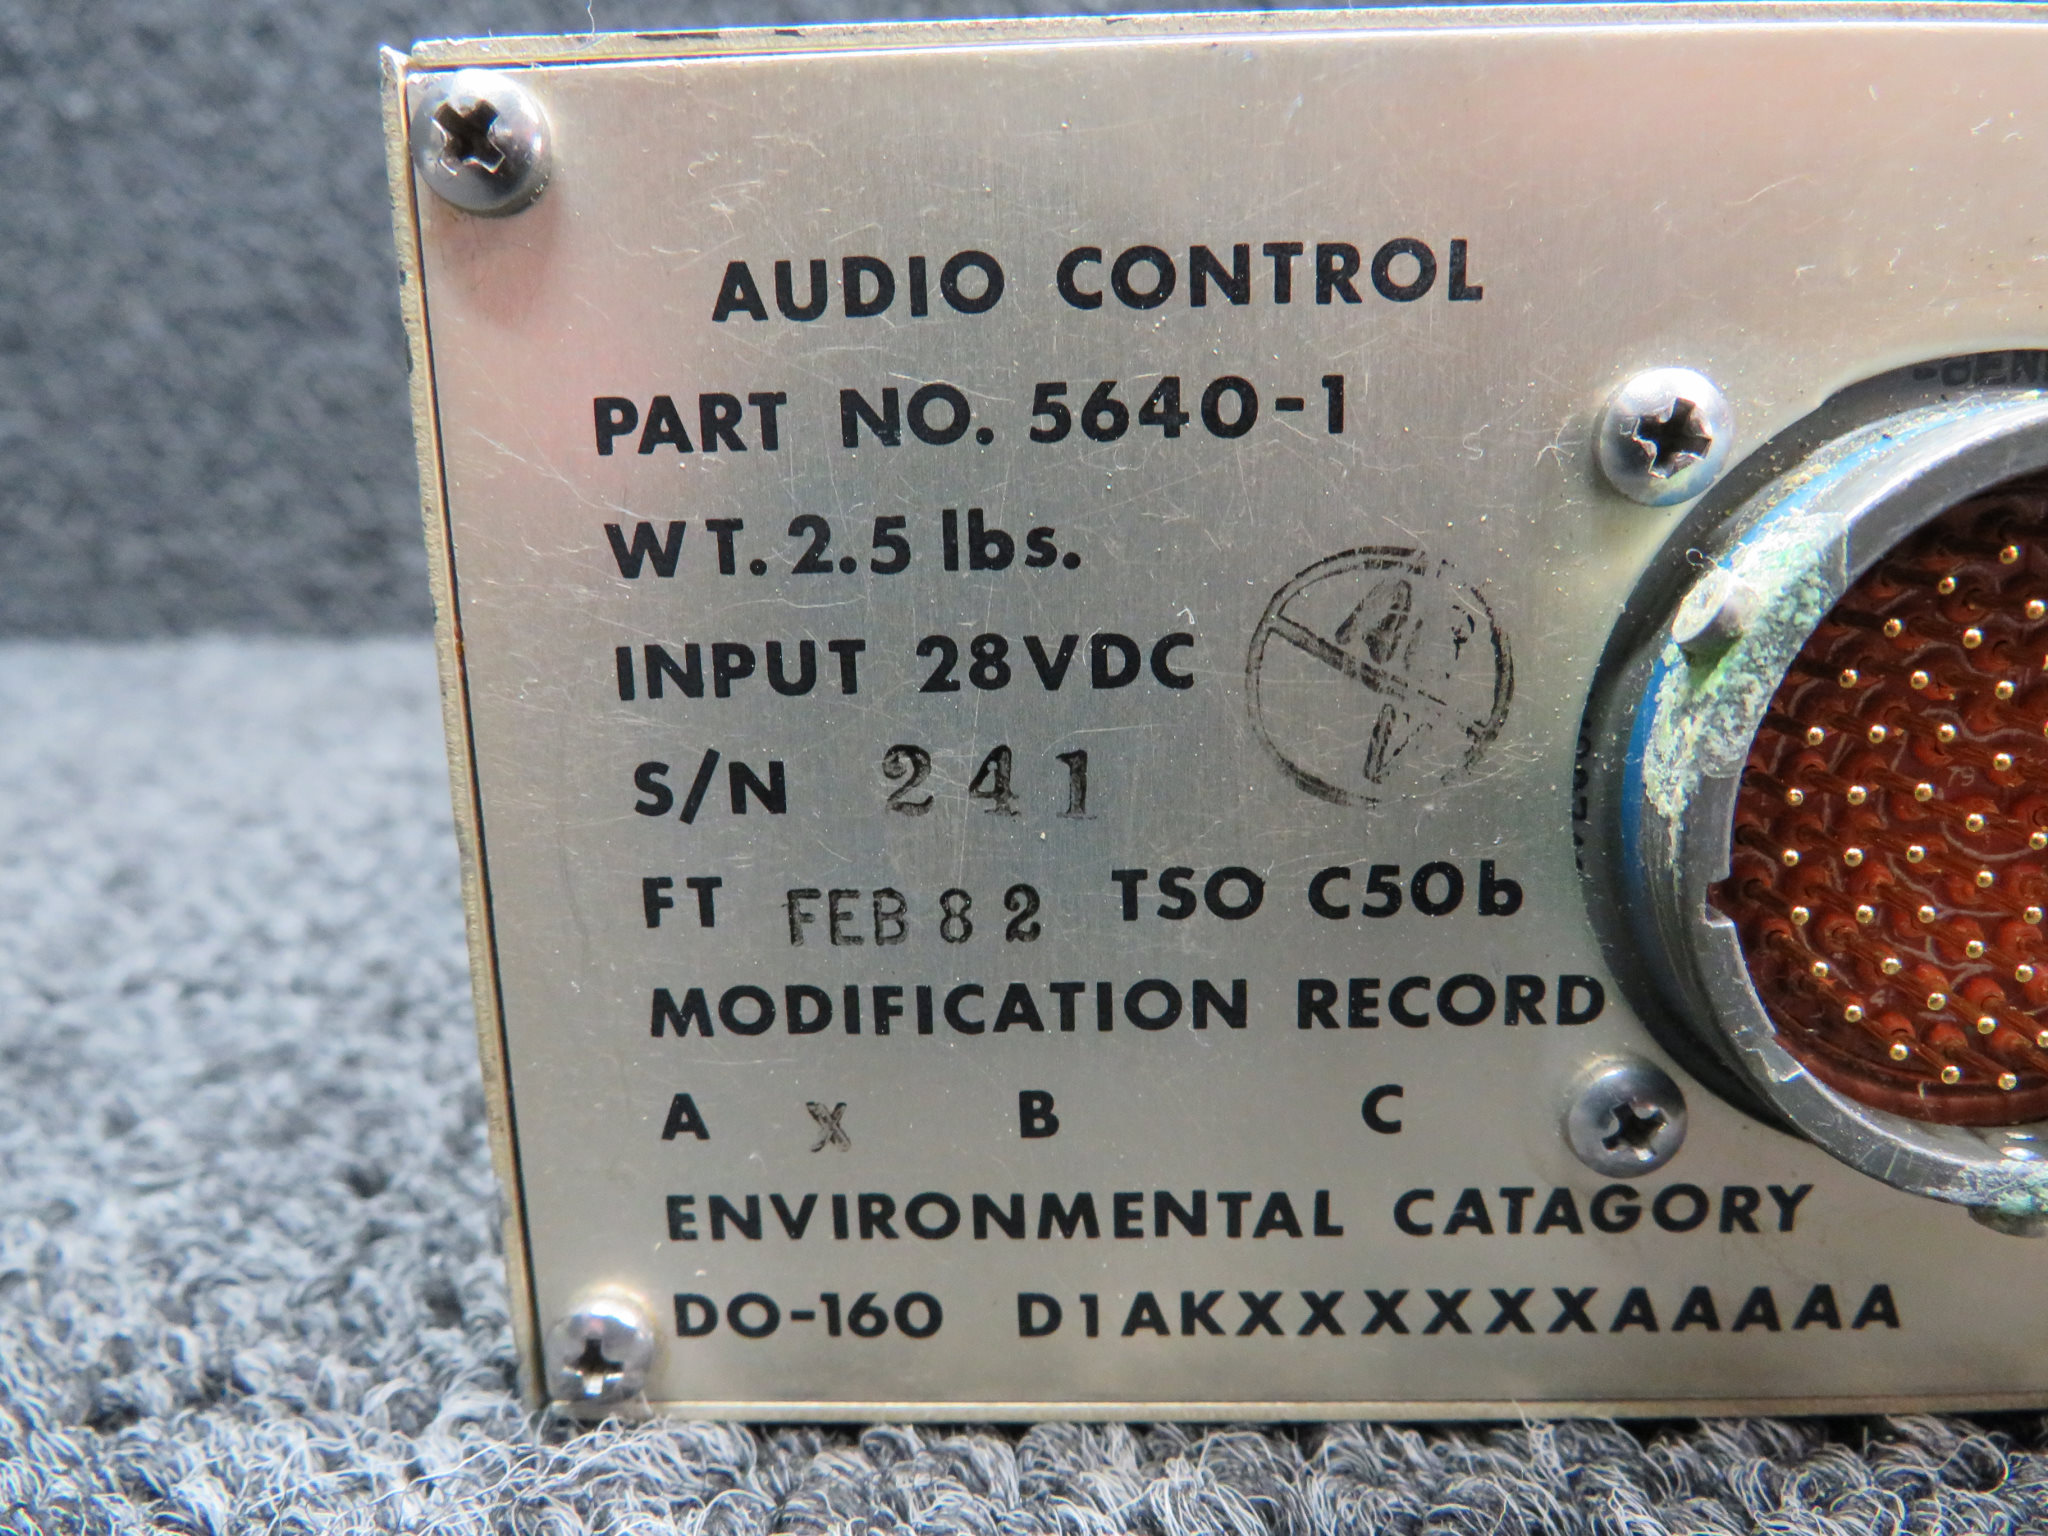 AUDIO CONTROL
PART NO. 5640-1
WT. 2.5 lbs.
INPUT 28VDC
S/N 241
FT FEB 82 TSO C50b
MODIFICATION RECORD
A X B C
ENVIRONMENTAL CATAGORY
DO-160 D1AKXXXXXXXAAAAA